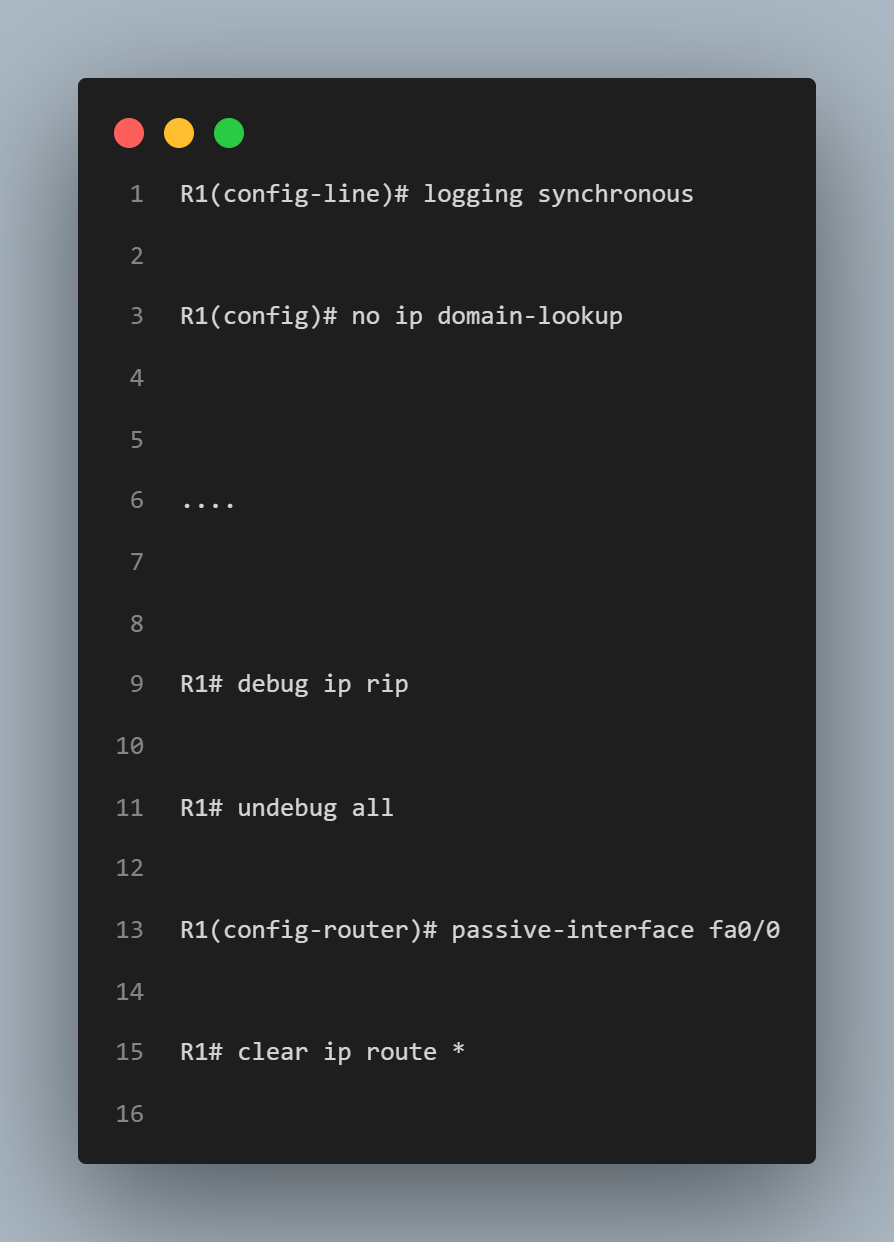 1 R1(config-line)# logging synchronous
2
3 R1(config)# no ip domain-lookup
4
5
6 ....
7
8
9 R1# debug ip rip
10
11 R1# undebug all
12
13 R1(config-router)# passive-interface fa0/0
14
15 R1# clear ip route *
16